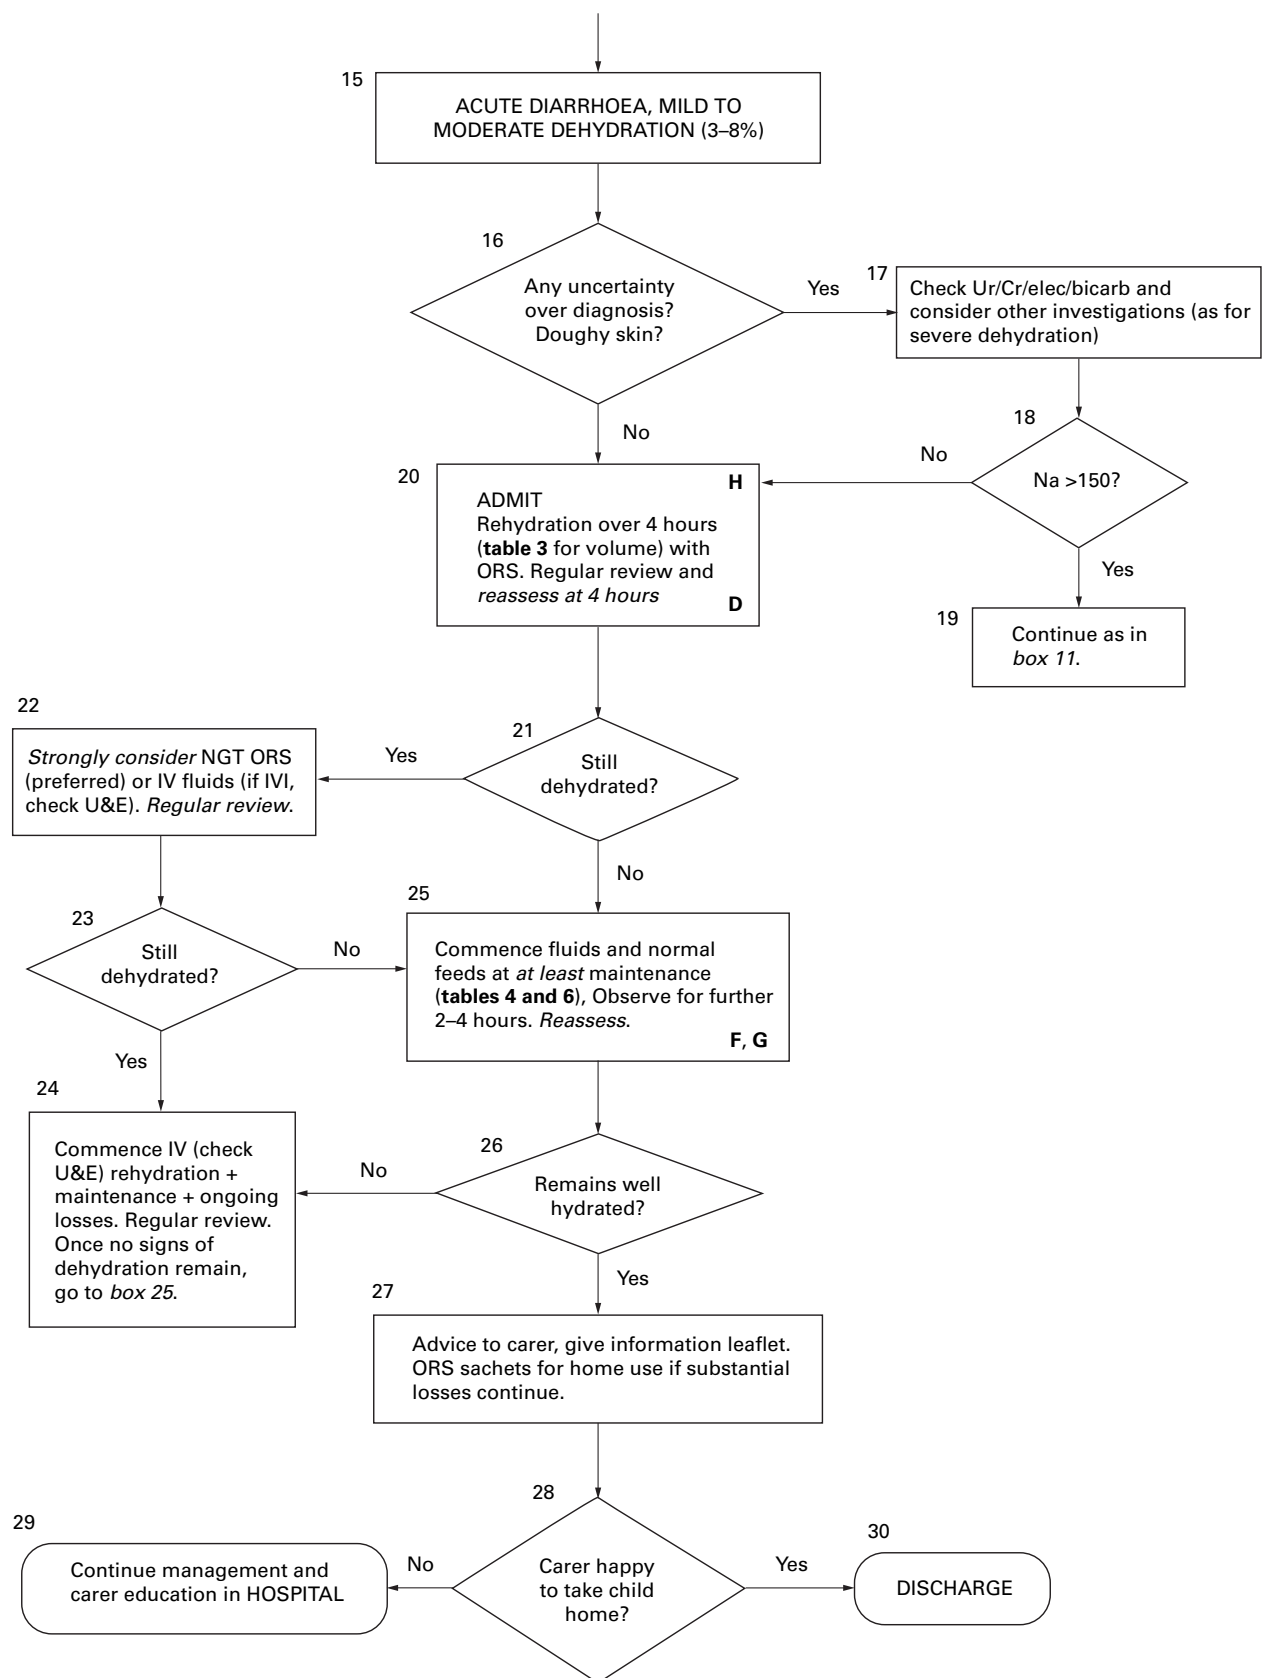 15
ACUTE DIARRHOEA, MILD TO
MODERATE DEHYDRATION (3–8%)
16
Any uncertainty
over diagnosis?
Doughy skin?
Yes
17
Check Ur/Cr/elec/bicarb and
consider other investigations (as for
severe dehydration)
No
18
Na >150?
No
Yes
19
Continue as in
box 11.
20
H
ADMIT
Rehydration over 4 hours
(table 3 for volume) with
ORS. Regular review and
reassess at 4 hours
D
21
Still
dehydrated?
Yes
22
Strongly consider NGT ORS
(preferred) or IV fluids (if IVI,
check U&E). Regular review.
No
23
Still
dehydrated?
No
Yes
24
Commence IV (check
U&E) rehydration +
maintenance + ongoing
losses. Regular review.
Once no signs of
dehydration remain,
go to box 25.
25
Commence fluids and normal
feeds at at least maintenance
(tables 4 and 6), Observe for further
2–4 hours. Reassess.
F, G
26
Remains well
hydrated?
No
Yes
27
Advice to carer, give information leaflet.
ORS sachets for home use if substantial
losses continue.
28
Carer happy
to take child
home?
No
29
Continue management and
carer education in HOSPITAL
Yes
30
DISCHARGE